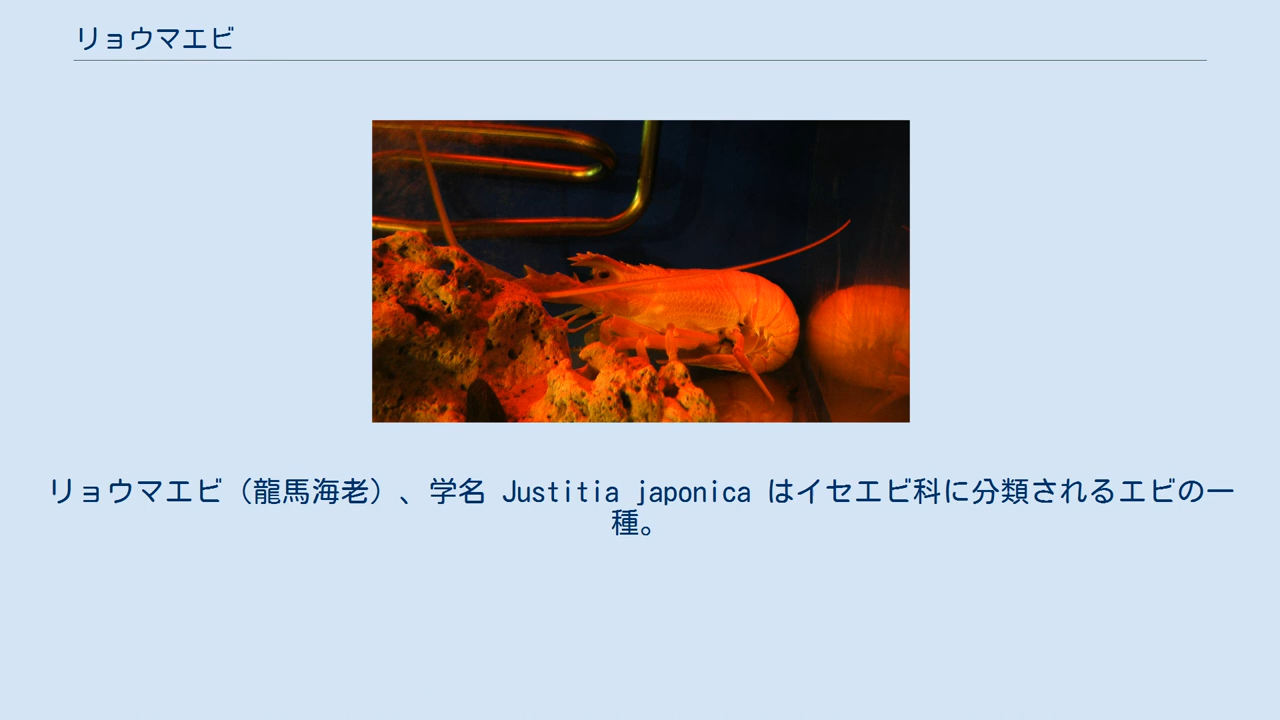 リョウマエビ
リョウマエビ（龍馬海老）、学名 Justitia japonica はイセエビ科に分類されるエビの一
種。